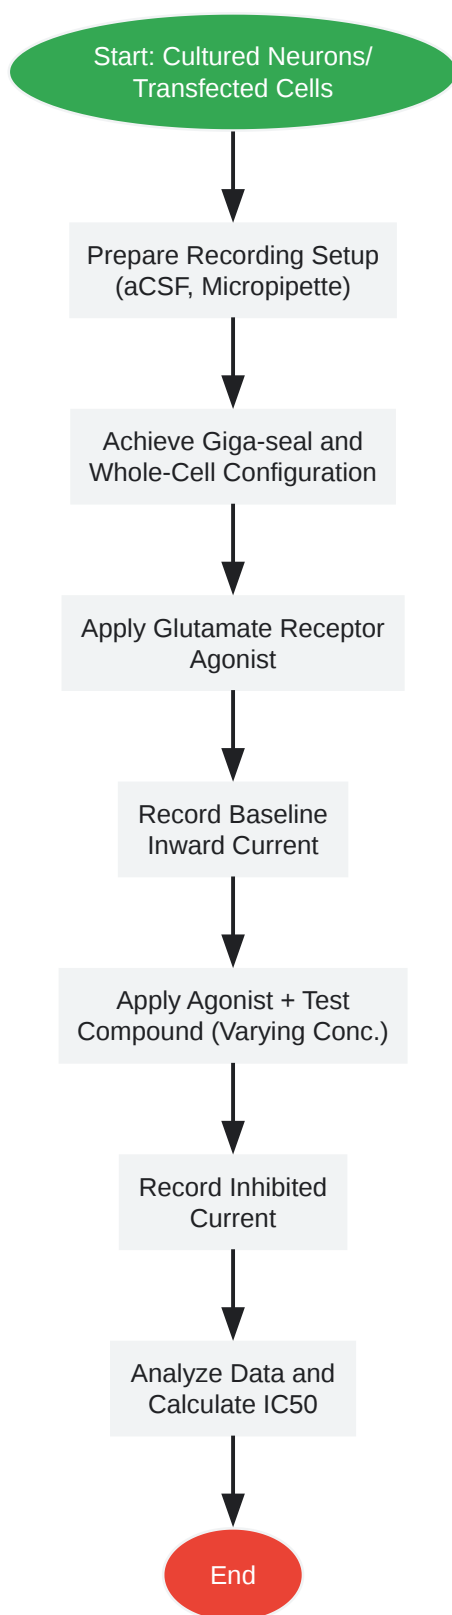 Start: Cultured Neurons/
Transfected Cells
Prepare Recording Setup
(aCSF, Micropipette)
Achieve Giga-seal and
Whole-Cell Configuration
Apply Glutamate Receptor
Agonist
Record Baseline
Inward Current
Apply Agonist + Test
Compound (Varying Conc.)
Record Inhibited
Current
Analyze Data and
Calculate IC50
End